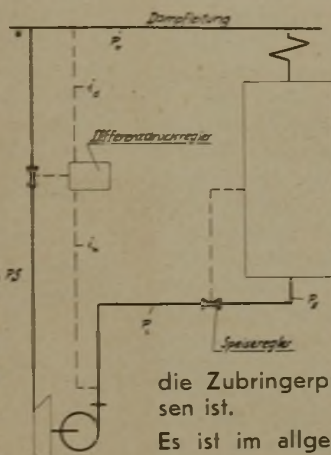 Dampfleitung
Differenzdruckregler
Speiseregler
die Zubringerp
sen ist.
Es ist im allge